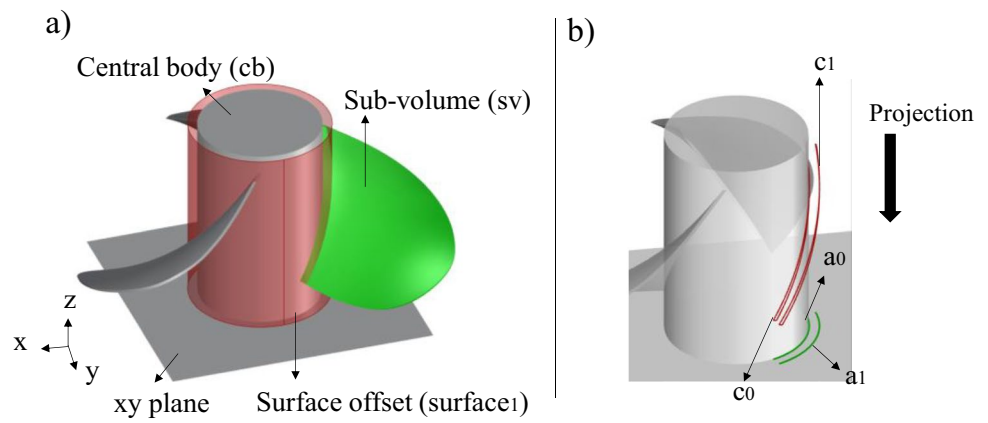 a)
Central body (cb)
Sub-volume (sv)
z
x
y
xy plane
Surface offset (surface1)
b)
c1
Projection
a0
a1
c0